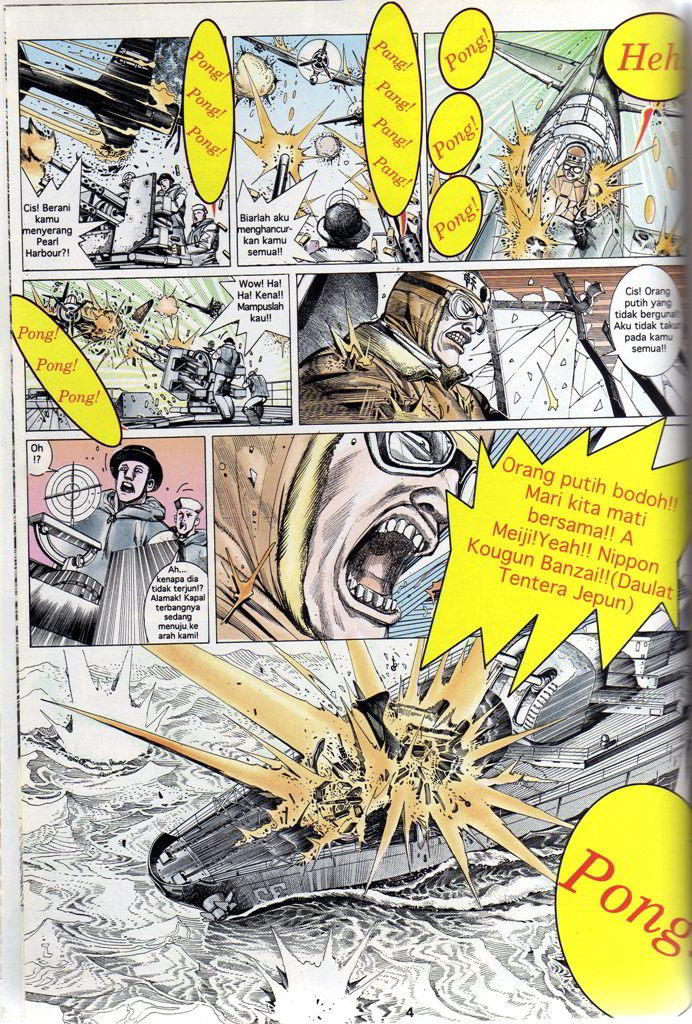 Pong!
Pong!
Pong!
Cis! Berani
kamu
menyerang
Pearl
Harbour?!
Pang!
Pang!
Pang!
Pang!
Biarlah aku
menghancur-
kan kamu
semua!!
Pong!
Pong!
Pong!
Heh
Pong!
Pong!
Pong!
Wow! Ha!
Ha! Kena!!
Mampuslah
kau!!
Cis! Orang
putih yang
tidak berguna!!
Aku tidak takut
pada kamu
semua!!
Oh
!?
Ah...
kenapa dia
tidak terjun!?
Alamak! Kapal
terbangnya
sedang
menuju ke
arah kami!
Orang putih bodoh!!
Mari kita mati
bersama!! A
Meiji!Yeah!! Nippon
Kougun Banzai!!(Daulat
Tentera Jepun)
Pong
4